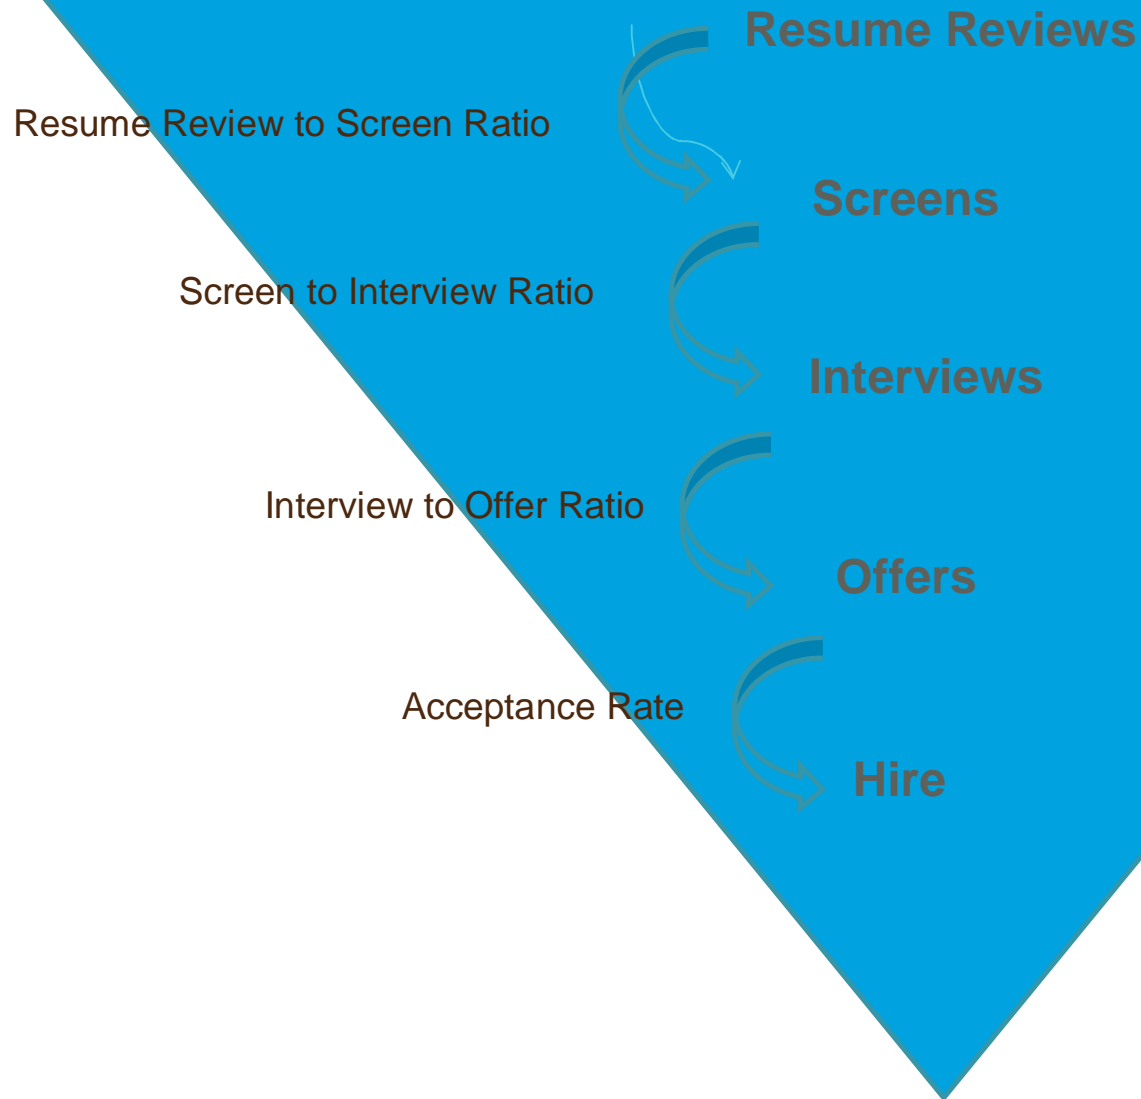 Resume Reviews
Resume Review to Screen Ratio
Screens
Screen to Interview Ratio
Interviews
Interview to Offer Ratio
Offers
Acceptance Rate
Hire